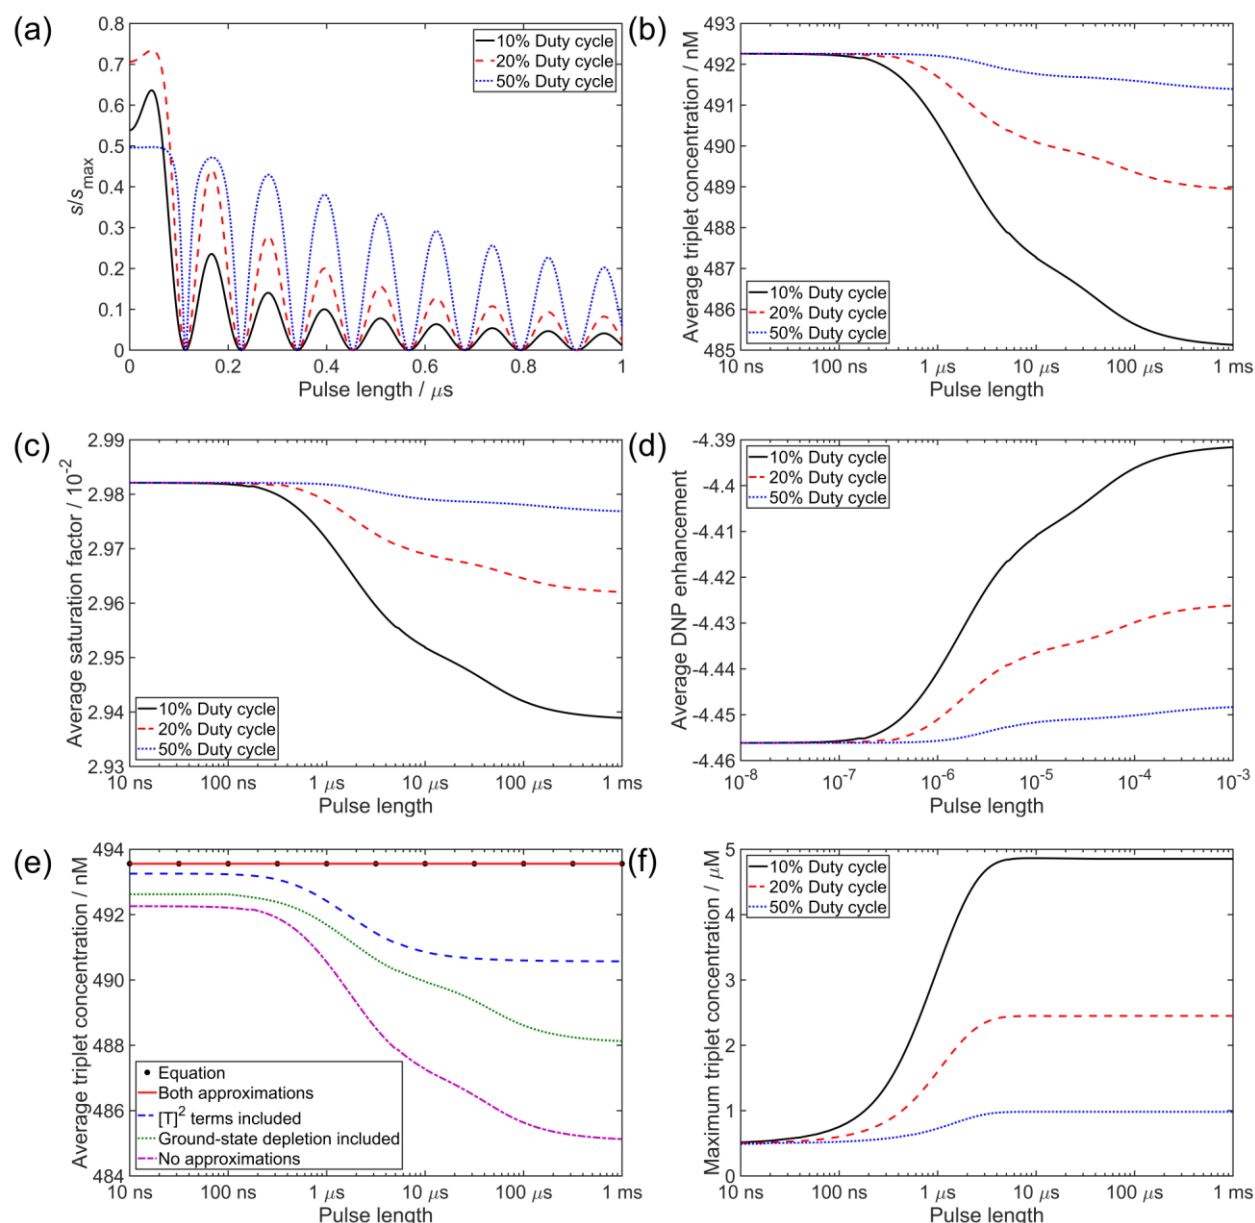 (a)
0.8
0.7
0.6
0.5
0.4
0.3
0.2
0.1
0
s/s max
10% Duty cycle
20% Duty cycle
50% Duty cycle
0 0.2 0.4 0.6 0.8 1
Pulse length / μs
(b)
493
492
491
490
489
488
487
486
485
Average triplet concentration / nM
10% Duty cycle
20% Duty cycle
50% Duty cycle
10 ns 100 ns 1 μs 10 μs 100 μs 1 ms
Pulse length
(c)
2.99
2.98
2.97
2.96
2.95
2.94
2.93
Average saturation factor / 10-2
10% Duty cycle
20% Duty cycle
50% Duty cycle
10 ns 100 ns 1 μs 10 μs 100 μs 1 ms
Pulse length
(d)
-4.39
-4.4
-4.41
-4.42
-4.43
-4.44
-4.45
-4.46
Average DNP enhancement
10% Duty cycle
20% Duty cycle
50% Duty cycle
10-8 10-7 10-6 10-5 10-4 10-3
Pulse length
(e)
494
492
490
488
486
484
Average triplet concentration / nM
Equation
Both approximations
[T]2 terms included
Ground-state depletion included
No approximations
10 ns 100 ns 1 μs 10 μs 100 μs 1 ms
Pulse length
(f)
5
4
3
2
1
0
Maximum triplet concentration / μM
10% Duty cycle
20% Duty cycle
50% Duty cycle
10 ns 100 ns 1 μs 10 μs 100 μs 1 ms
Pulse length